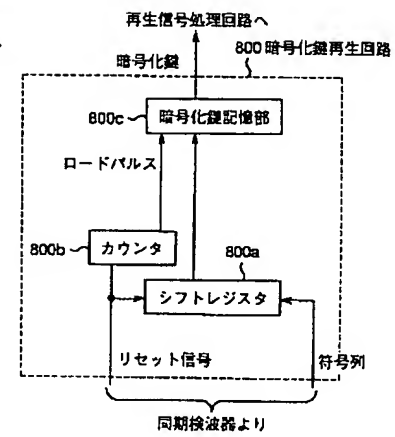 再生信号処理回路へ
暗号化鍵
800 暗号化鍵再生回路
800c
暗号化鍵記憶部
ロードパルス
800b
カウンタ
800a
シフトレジスタ
リセット信号
符号列
同期検波器より